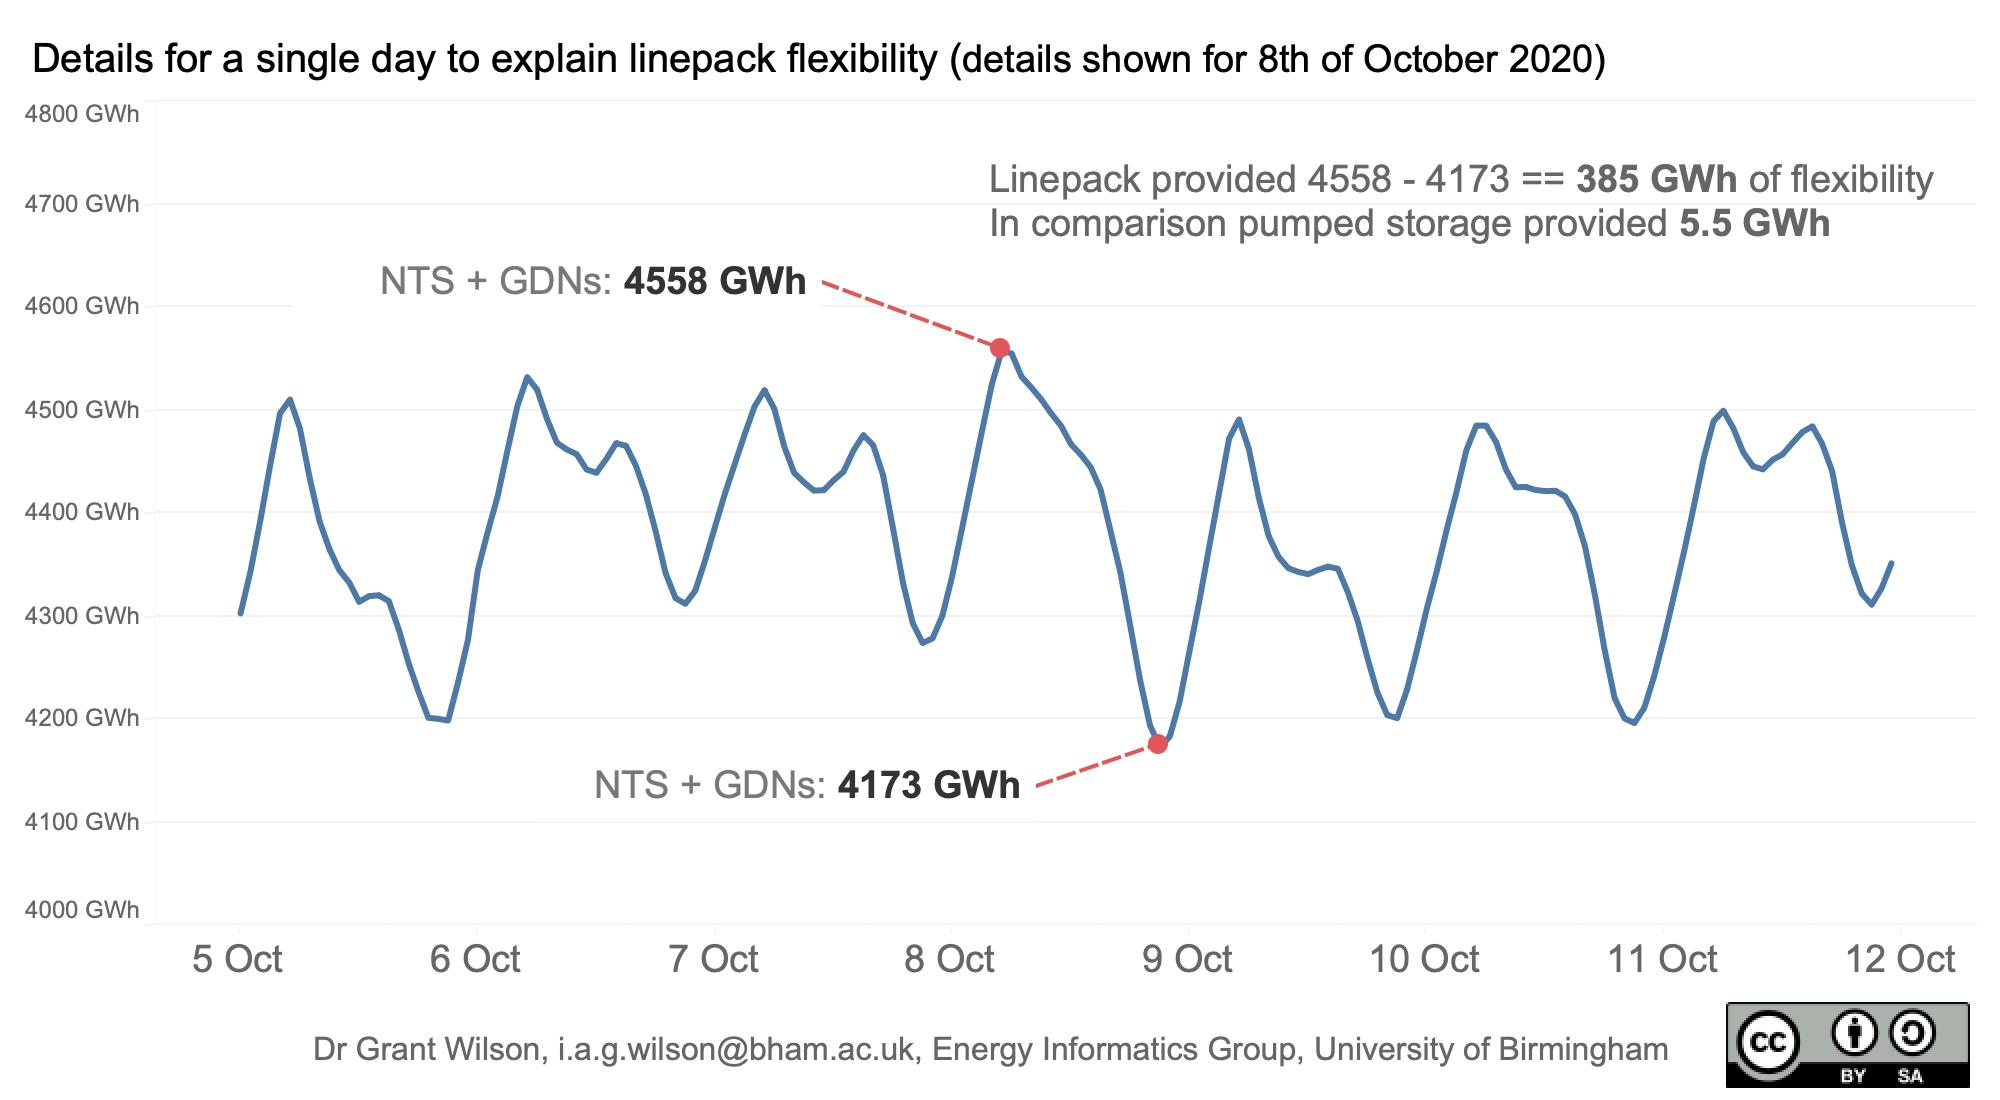 Details for a single day to explain linepack flexibility (details shown for 8th of October 2020)
4800 GWh
Linepack provided 4558 - 4173 == 385 GWh of flexibility
4700 GWh
In comparison pumped storage provided 5.5 GWh
NTS + GDNs: 4558 GWh
4600 GWh
4500 GWh
4400 GWh
4300 GWh
4200 GWh
NTS + GDNs: 4173 GWh
4100 GWh
4000 GWh
5 Oct 6 Oct 7 Oct 8 Oct 9 Oct 10 Oct 11 Oct 12 Oct
Dr Grant Wilson, i.a.g.wilson@bham.ac.uk, Energy Informatics Group, University of Birmingham
cc
BY SA